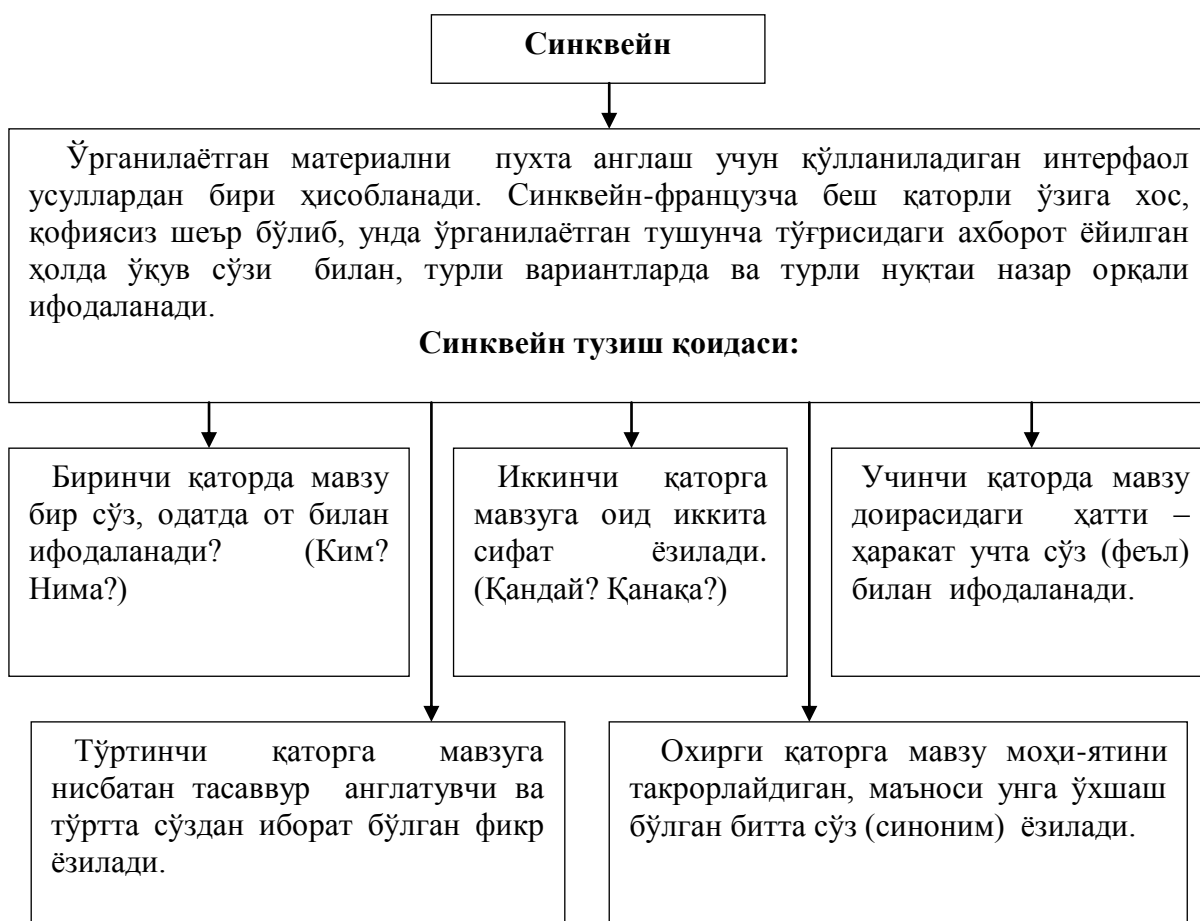 Синквейн
Ўрганилаётган материални пухта англаш учун қўлланиладиган интерфаол
усуллардан бири ҳисобланади. Синквейн-французча беш қаторли ўзига хос,
қофиясиз шеър бўлиб, унда ўрганилаётган тушунча тўғрисидаги ахборот ёйилган
ҳолда ўқув сўзи билан, турли вариантларда ва турли нуқтаи назар орқали
ифодаланади.
Синквейн тузиш қоидаси:
Биринчи қаторда мавзу
бир сўз, одатда от билан
ифодаланади? (Ким?
Нима?)
Иккинчи қаторга
мавзуга оид иккита
сифат ёзилади.
(Қандай? Қанақа?)
Учинчи қаторда мавзу
доирасидаги ҳатти –
ҳаракат учта сўз (феъл)
билан ифодаланади.
Тўртинчи қаторга мавзуга
нисбатан тасаввур англатувчи ва
тўртта сўздан иборат бўлган фикр
ёзилади.
Охирги қаторга мавзу моҳи-ятини
такрорлайдиган, маъноси унга ўхшаш
бўлган битта сўз (синоним) ёзилади.